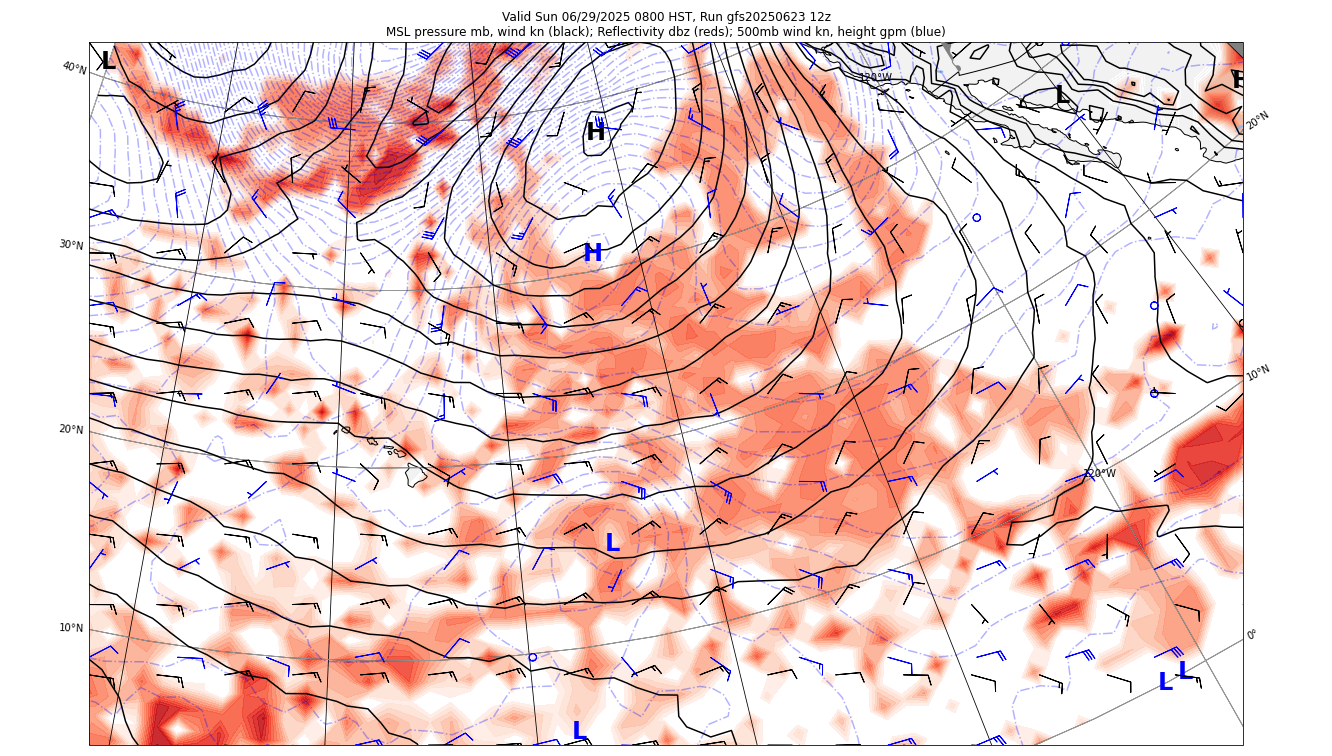 Valid Sun 06/29/2025 0800 HST, Run gfs20250623 12z
MSL pressure mb, wind kn (black); Reflectivity dbz (reds); 500mb wind kn, height gpm (blue)
L
40°N
120°W
L
H
H
20°N
30°N
H
10°N
20°N
120°W
L
10°N
0°
L
L
L